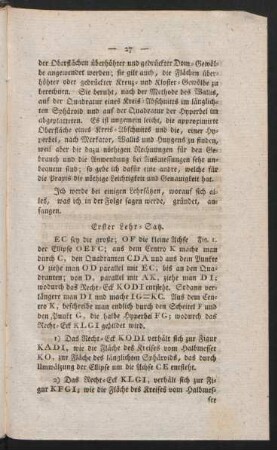 — 27 —
der Oberflächen überhöhter und gedrückter Dom-Gewöl-
be angewendet werden; sie gilt auch, die Flächen über-
höhter oder gedrückter Kreuz- und Kloster-Gewölbe zu
berechnen. Sie beruht, nach der Methode des Wallis,
auf der Quadratur eines Kreis-Abschnitts im länglich-
ten Sphäroid und auf der Quadratur der Hyperbel im
abgeplatteten. Es ist ungemein leicht, die approximirte
Oberfläche eines Kreis-Abschnitts und die, einer Hy-
perbel, nach Merkator, Wallis und Huygens zu finden,
weil aber die dazu nöthigen Rechnungen für den Ge-
brauch und die Anwendung bei Ausmessungen sehr un-
bequem sind; so gebe ich dafür eine andre, welche für
die Praxis die nöthige Leichtigkeit und Genauigkeit hat.
Ich werde bei einigen Lehrsätzen, worauf sich al-
les, was ich in der Folge sagen werde, gründet, an-
fangen.
Erster Lehr-Satz.
EC sey die große; OF die kleine Achse Fig. 1.
der Ellipse OEFC; aus dem Centro K mache man
durch C, den Quadranten CDA und aus dem Punkte
O ziehe man OD parallel mit EC, bis an den Qua-
dranten; von D, parallel mit AK, ziehe man DI;
wodurch das Recht-Eck KODI entsteht. Sodann ver-
längere man DI und mache IG=KC. Aus dem Cen-
tro K, beschreibe man endlich durch den Scheitel F und
den Punkt G, die halbe Hyperbel FG; wodurch das
Recht-Eck KLGI gebildet wird.
1) Das Recht-Eck KODI verhält sich zur Figur
KADI, wie die Fläche des Kreises vom Halbmesser
KO, zur Fläche des länglichten Sphäroids, das durch
Umwälzung der Ellipse um die Achse CE entsteht.
2) Das Recht-Eck KLGI, verhält sich zur Fi-
gur KFGI; wie die Fläche des Kreises vom Halbmes-
ser